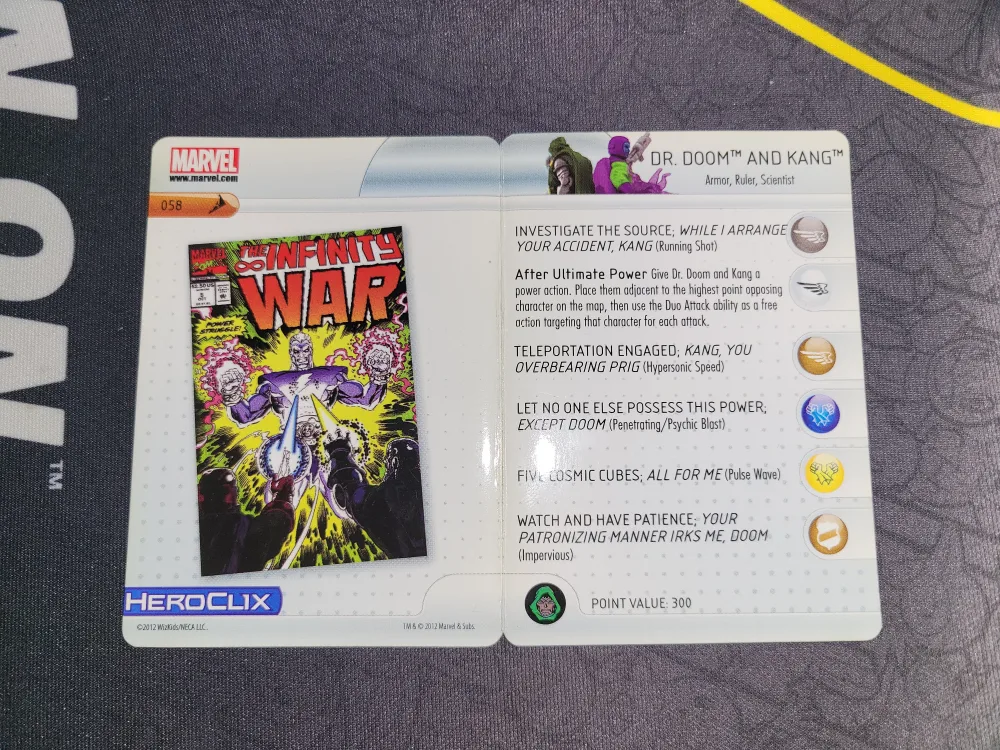 MON
™
MARVEL
www.marvel.com
058
MARVEL
COMICS
THE INFINITY
WAR
POWER
STRUGGLE!
HEROCLIX
©2012 WizKids/NECA LLC.
TM & © 2012 Marvel & Subs
DR. DOOM™ AND KANG™
Armor, Ruler, Scientist
INVESTIGATE THE SOURCE; WHILE I ARRANGE
YOUR ACCIDENT, KANG (Running Shot)
After Ultimate Power Give Dr. Doom and Kang a
power action. Place them adjacent to the highest point opposing
character on the map, then use the Duo Attack ability as a free
action targeting that character for each attack.
TELEPORTATION ENGAGED; KANG, YOU
OVERBEARING PRIG (Hypersonic Speed)
LET NO ONE ELSE POSSESS THIS POWER;
EXCEPT DOOM (Penetrating/Psychic Blast)
FIVE COSMIC CUBES; ALL FOR ME (Pulse Wave)
WATCH AND HAVE PATIENCE; YOUR
PATRONIZING MANNER IRKS ME, DOOM
(Impervious)
POINT VALUE: 300